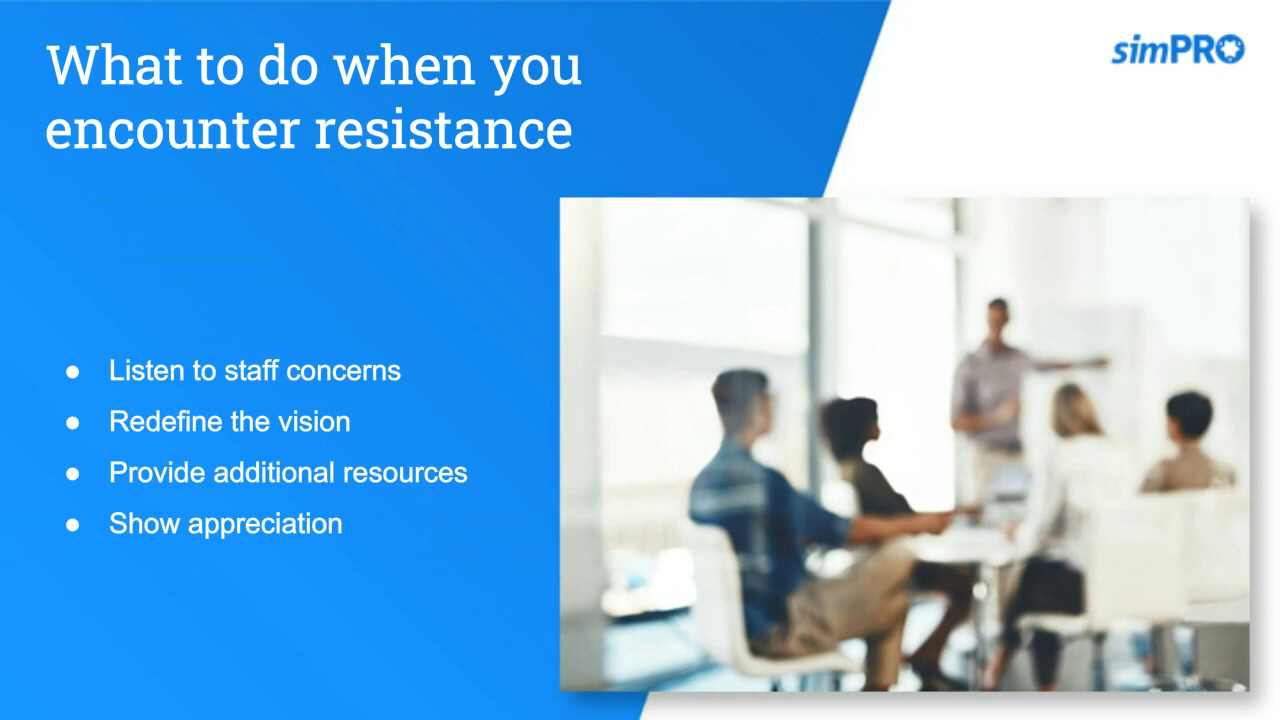 What to do when you
encounter resistance
simPRO
● Listen to staff concerns
● Redefine the vision
● Provide additional resources
● Show appreciation